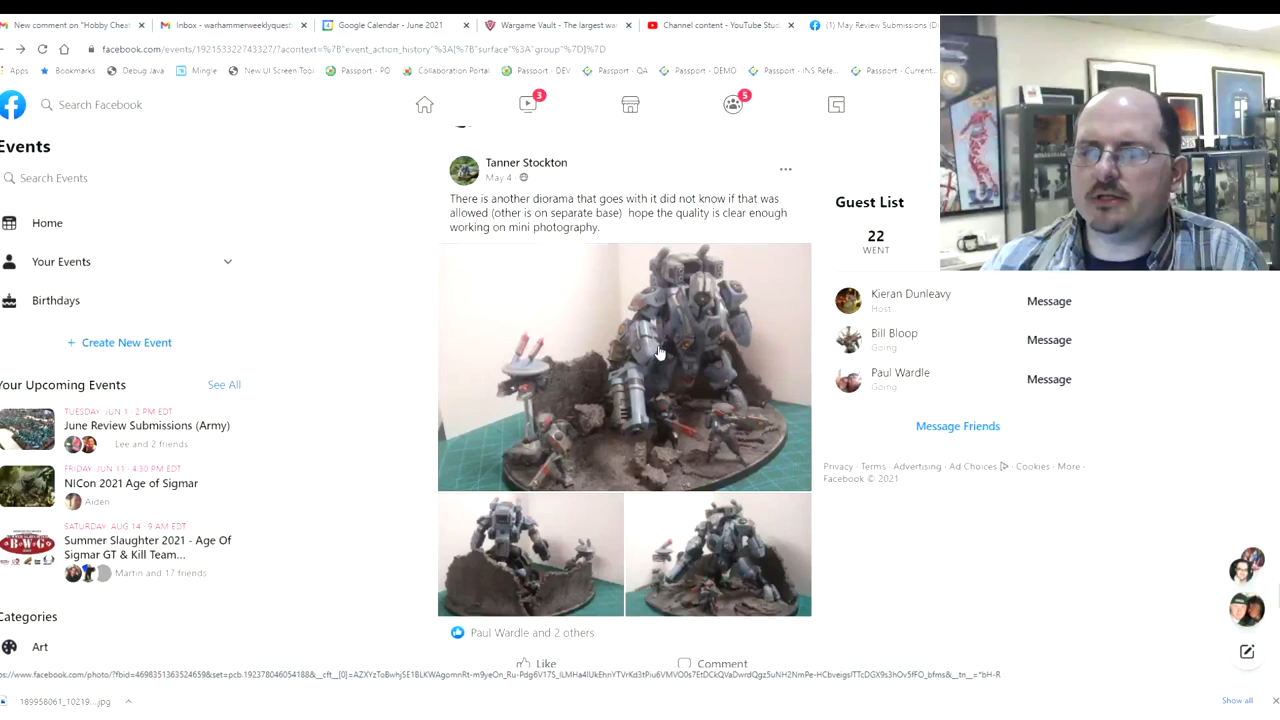 New comment on "Hobby Cheat
Inbox - warhammerweeklyquest
Google Calendar - June 2021
Wargame Vault - The largest wa
Channel content - YouTube Stu
(1) May Review Submissions (D
facebook.com/events/192153322743327/?acontext=%7B"event_action_history"%3A[%7B"surface"%3A"group"%7D]%7D
Apps
Bookmarks
Debug Java
Mingle
New UI Screen Tool
Passport - PO
Collaboration Portal
Passport - DEV
Passport - QA
Passport - DEMO
Passport - INS Refe...
Passport - Current...
Search Facebook
3
5
Events
Search Events
Home
Your Events
Birthdays
+ Create New Event
Your Upcoming Events
See All
TUESDAY, JUN 1 · 2 PM EDT
June Review Submissions (Army)
Lee and 2 friends
FRIDAY, JUN 11 · 4:30 PM EDT
NICon 2021 Age of Sigmar
Aiden
SATURDAY, AUG 14 · 9 AM EDT
Summer Slaughter 2021 - Age Of
Sigmar GT & Kill Team...
Martin and 17 friends
Categories
Art
Tanner Stockton
May 4 ·
There is another diorama that goes with it did not know if that was
allowed (other is on separate base) hope the quality is clear enough
working on mini photography.
Paul Wardle and 2 others
Like
Comment
Guest List
22
WENT
Kieran Dunleavy
Host
Message
Bill Bloop
Going
Message
Paul Wardle
Going
Message
Message Friends
Privacy · Terms · Advertising · Ad Choices · Cookies · More ·
Facebook © 2021
189958061_10219....jpg
Show all